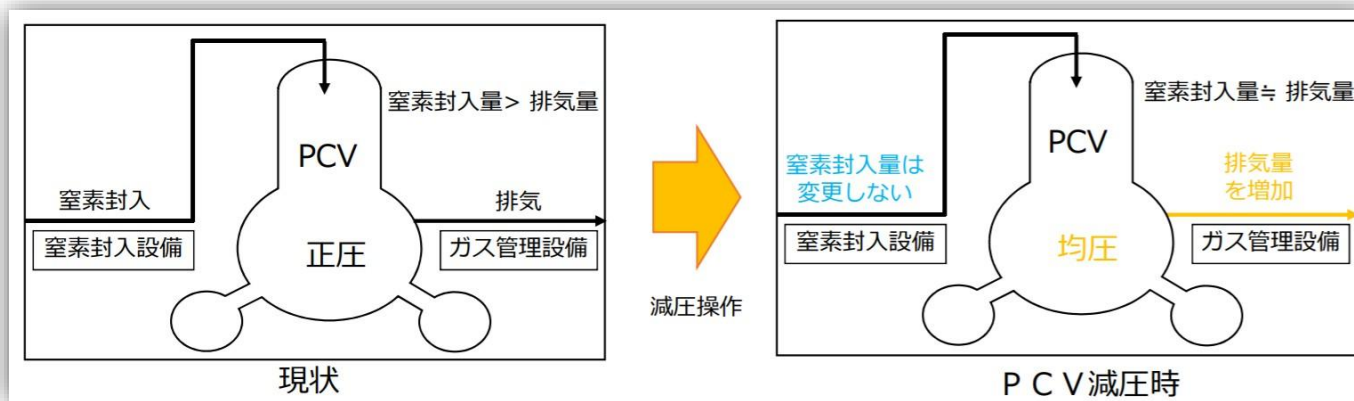 窒素封入量> 排気量
PCV
窒素封入
排気
窒素封入設備
正圧
ガス管理設備
現状
減圧操作
窒素封入量≒ 排気量
PCV
窒素封入量は
変更しない
排気量
を増加
窒素封入設備
均圧
ガス管理設備
ＰＣＶ減圧時